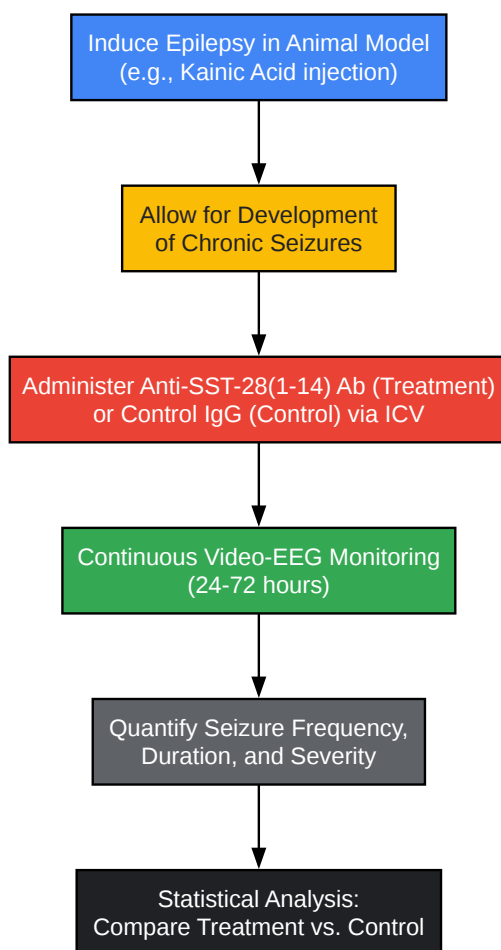 Induce Epilepsy in Animal Model
(e.g., Kainic Acid injection)
Allow for Development
of Chronic Seizures
Administer Anti-SST-28(1-14) Ab (Treatment)
or Control IgG (Control) via ICV
Continuous Video-EEG Monitoring
(24-72 hours)
Quantify Seizure Frequency,
Duration, and Severity
Statistical Analysis:
Compare Treatment vs. Control